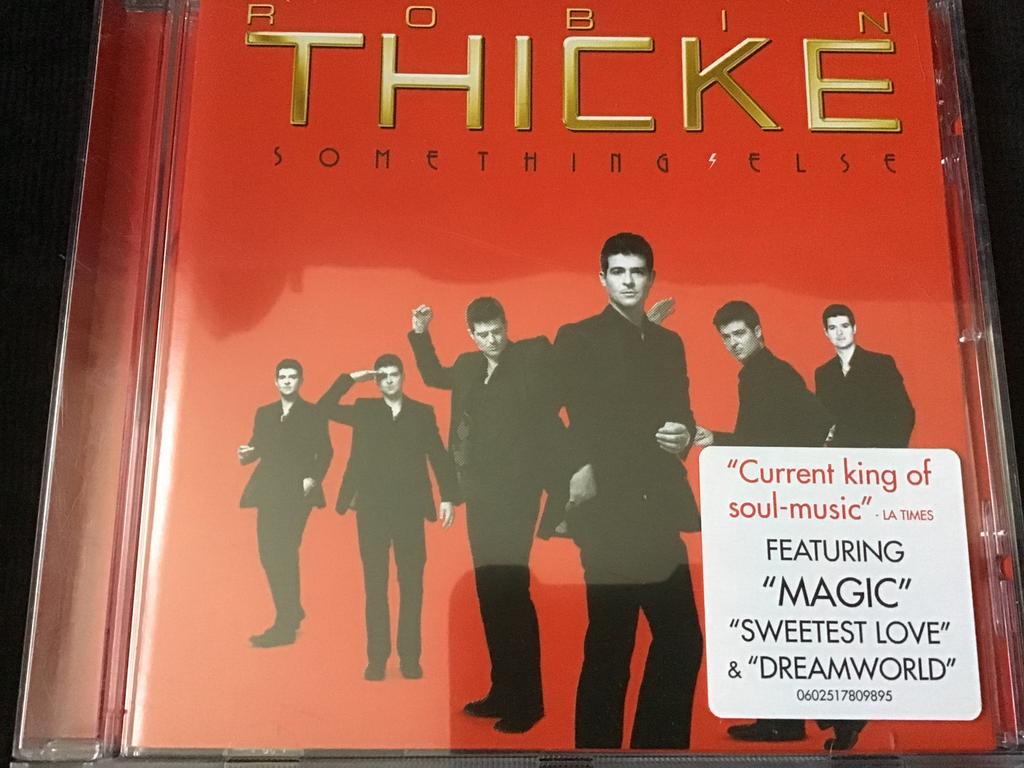 ROBIN
THICKE
SOMETHING ELSE
"Current king of
soul-music" - LA TIMES
FEATURING
"MAGIC"
"SWEETEST LOVE"
& "DREAMWORLD"
0602517809895